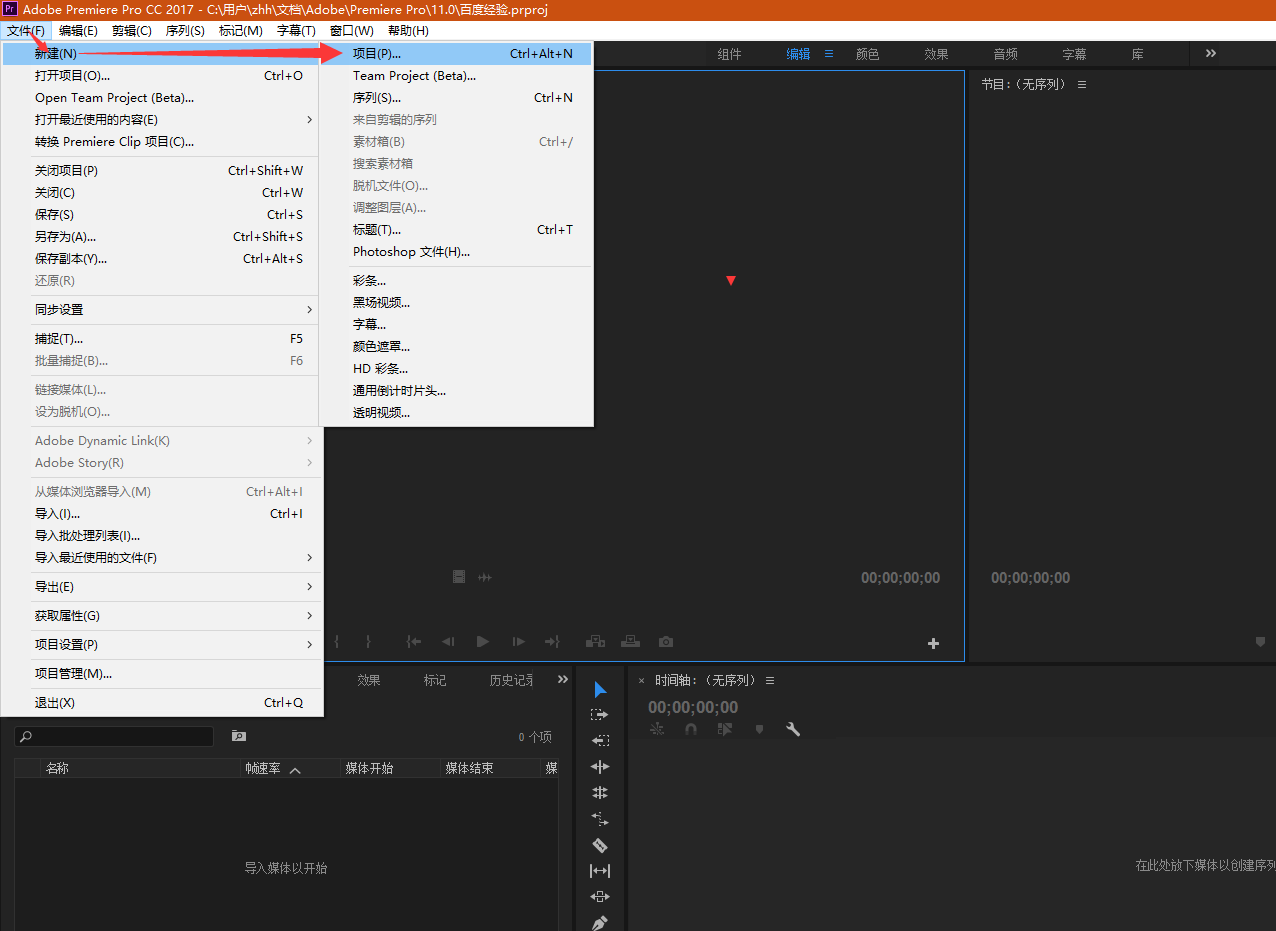 Adobe Premiere Pro CC 2017 - C:\用户\zhh\文档\Adobe\Premiere Pro\11.0\百度经验.prproj
文件(F) 编辑(E) 剪辑(C) 序列(S) 标记(M) 字幕(T) 窗口(W) 帮助(H)
新建(N)
打开项目(O)... Ctrl+O
Open Team Project (Beta)...
打开最近使用的内容(E)
转换 Premiere Clip 项目(C)...
关闭项目(P) Ctrl+Shift+W
关闭(C) Ctrl+W
保存(S) Ctrl+S
另存为(A)... Ctrl+Shift+S
保存副本(Y)... Ctrl+Alt+S
还原(R)
同步设置
捕捉(T)... F5
批量捕捉(B)... F6
链接媒体(L)...
设为脱机(O)...
Adobe Dynamic Link(K)
Adobe Story(R)
从媒体浏览器导入(M) Ctrl+Alt+I
导入(I)... Ctrl+I
导入批处理列表(I)...
导入最近使用的文件(F)
导出(E)
获取属性(G)
项目设置(P)
项目管理(M)...
退出(X) Ctrl+Q
项目(P)... Ctrl+Alt+N
Team Project (Beta)...
序列(S)... Ctrl+N
来自剪辑的序列
素材箱(B) Ctrl+/
搜索素材箱
脱机文件(O)...
调整图层(A)...
标题(T)... Ctrl+T
Photoshop 文件(H)...
彩条...
黑场视频...
字幕...
颜色遮罩...
HD 彩条...
通用倒计时片头...
透明视频...
组件 编辑 颜色 效果 音频 字幕 库
节目:（无序列）
00;00;00;00
00;00;00;00
效果 标记 历史记录
0 个项
名称 帧速率 媒体开始 媒体结束 媒
导入媒体以开始
× 时间轴:（无序列）
00;00;00;00
在此处放下媒体以创建序列